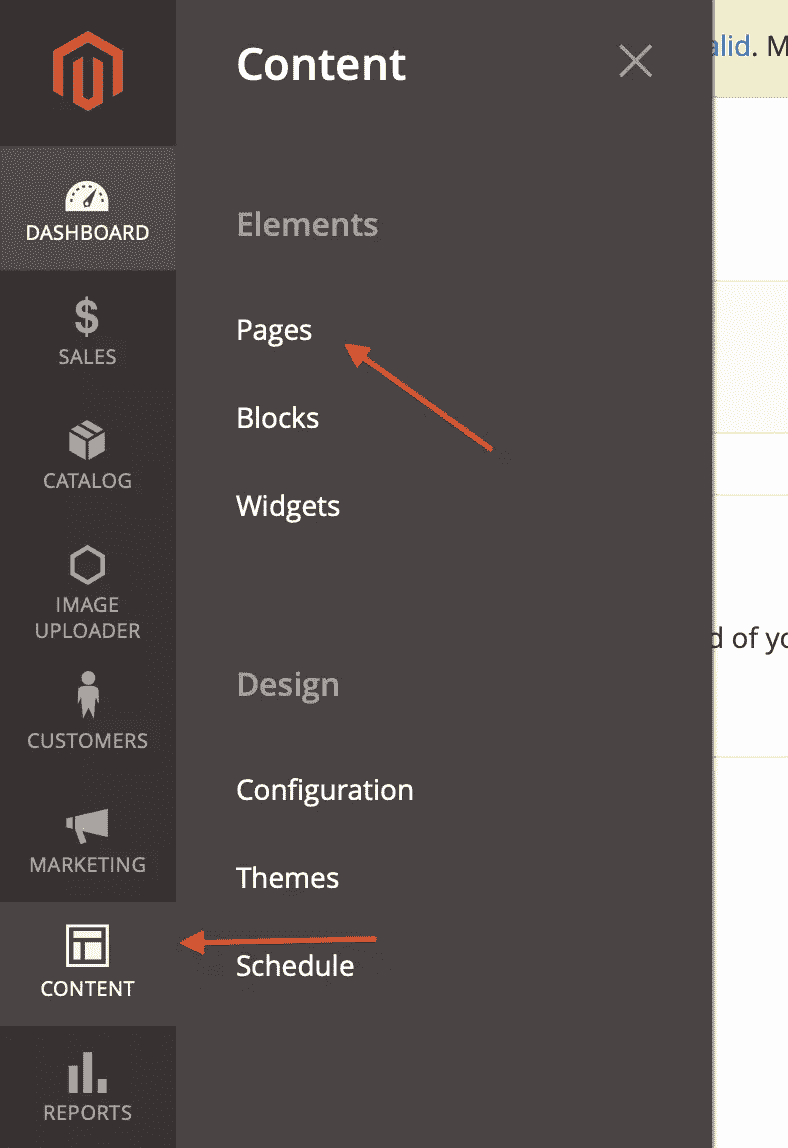 DASHBOARD
SALES
CATALOG
IMAGE
UPLOADER
CUSTOMERS
MARKETING
CONTENT
REPORTS
Content
Elements
Pages
Blocks
Widgets
Design
Configuration
Themes
Schedule
alid. M
d of yo